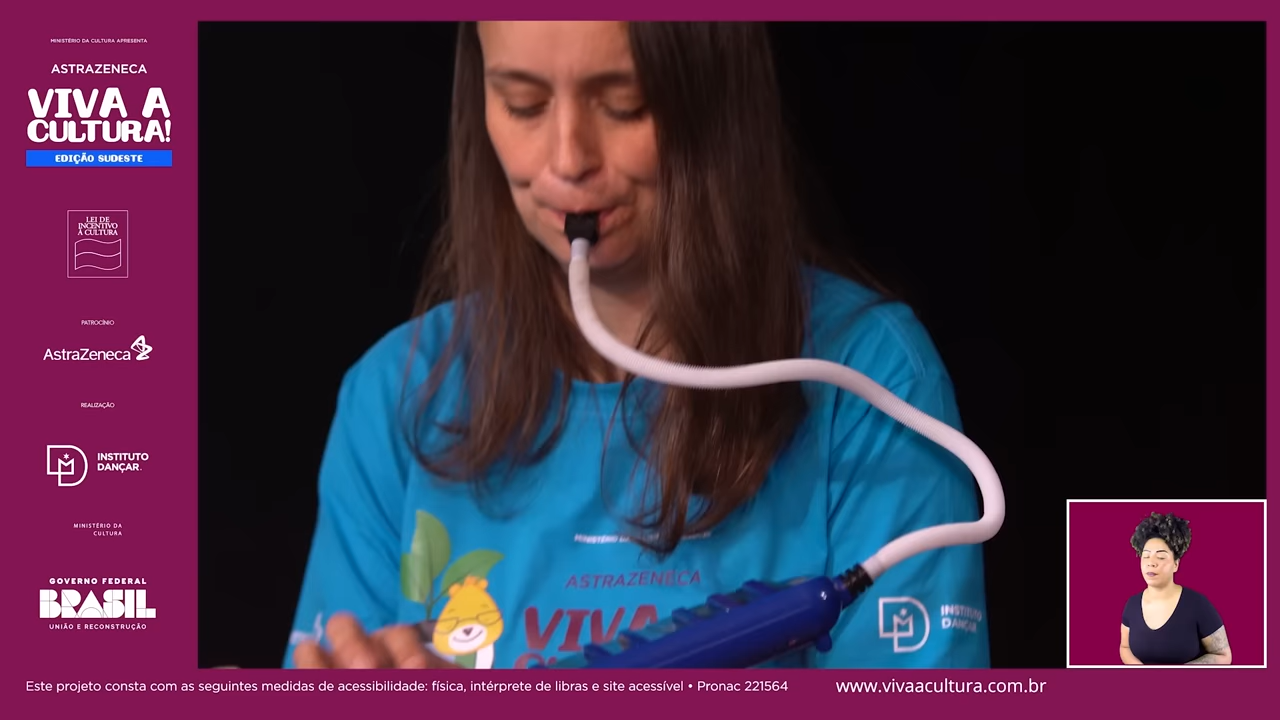 MINISTÉRIO DA CULTURA APRESENTA
ASTRAZENECA
VIVA A
CULTURA!
EDIÇÃO SUDESTE
LEI DE
INCENTIVO
À CULTURA
PATROCÍNIO
AstraZeneca
REALIZAÇÃO
INSTITUTO
DANÇAR
MINISTÉRIO DA
CULTURA
GOVERNO FEDERAL
BRASIL
UNIÃO E RECONSTRUÇÃO
ASTRAZENECA
VIVA
INSTITUTO
DANÇAR
Este projeto consta com as seguintes medidas de acessibilidade: física, intérprete de libras e site acessível • Pronac 221564
www.vivaacultura.com.br